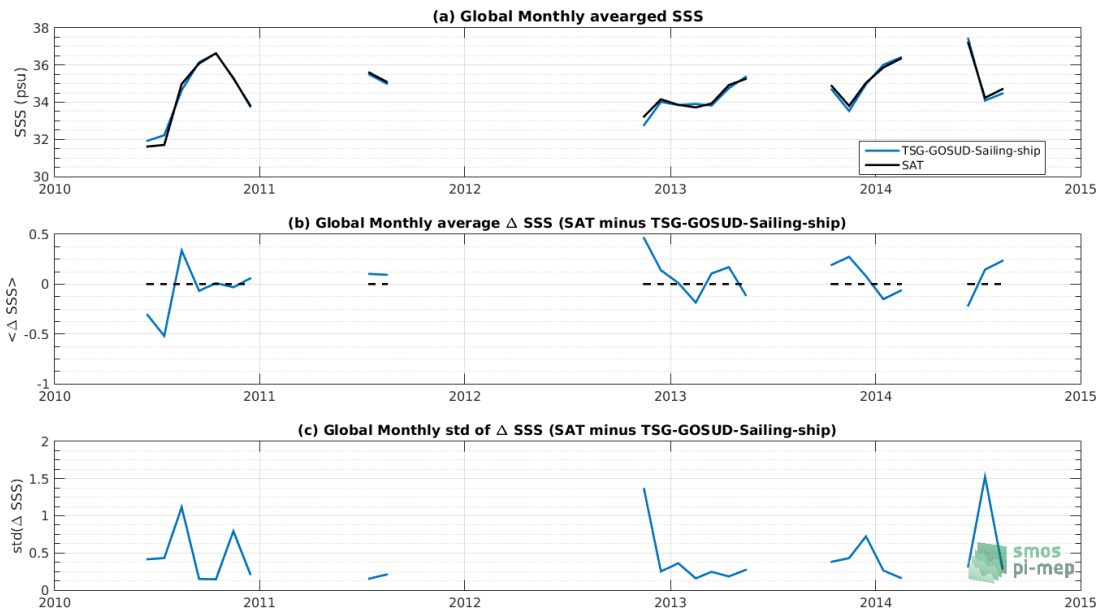 (a) Global Monthly avearged SSS
SSS (psu)
38
36
34
32
30
TSG-GOSUD-Sailing-ship
SAT
2010 2011 2012 2013 2014 2015
(b) Global Monthly average Δ SSS (SAT minus TSG-GOSUD-Sailing-ship)
<Δ SSS>
0.5
0
-0.5
-1
2010 2011 2012 2013 2014 2015
(c) Global Monthly std of Δ SSS (SAT minus TSG-GOSUD-Sailing-ship)
std(Δ SSS)
2
1.5
1
0.5
0
smos
pi-mep
2010 2011 2012 2013 2014 2015